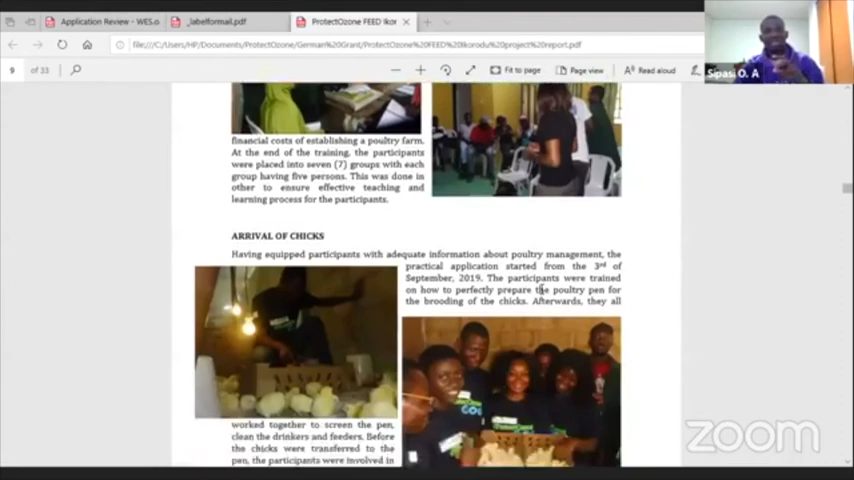 Application Review - WES.o
_labelformail.pdf
ProtectOzone FEED Ikor
file:///C:/Users/HP/Documents/ProtectOzone/German%20Grant/ProtectOzone%20FEED%20Ikorodu%20project%20report.pdf
9 of 33
Fit to page
Page view
Read aloud
Sipasi O. A
financial costs of establishing a poultry farm.
At the end of the training, the participants
were placed into seven (7) groups with each
group having five persons. This was done in
other to ensure effective teaching and
learning process for the participants.
ARRIVAL OF CHICKS
Having equipped participants with adequate information about poultry management, the
practical application started from the 3rd of
September, 2019. The participants were trained
on how to perfectly prepare the poultry pen for
the brooding of the chicks. Afterwards, they all
worked together to screen the pen,
clean the drinkers and feeders. Before
the chicks were transferred to the
pen, the participants were involved in
zoom